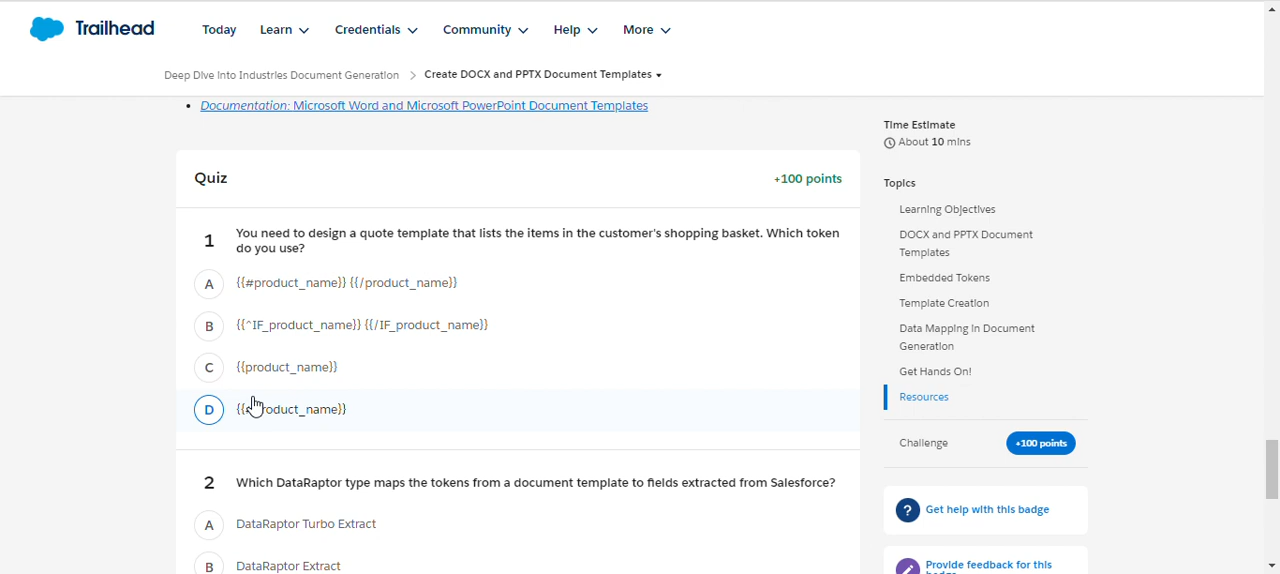 Trailhead
Today Learn Credentials Community Help More
Deep Dive into Industries Document Generation > Create DOCX and PPTX Document Templates
• Documentation: Microsoft Word and Microsoft PowerPoint Document Templates
Quiz +100 points
1 You need to design a quote template that lists the items in the customer's shopping basket. Which token
do you use?
A {{#product_name}} {{/product_name}}
B {{^IF_product_name}} {{/IF_product_name}}
C {{product_name}}
D
2 Which DataRaptor type maps the tokens from a document template to fields extracted from Salesforce?
A DataRaptor Turbo Extract
B DataRaptor Extract
Time Estimate
About 10 mins
Topics
Learning Objectives
DOCX and PPTX Document
Templates
Embedded Tokens
Template Creation
Data Mapping in Document
Generation
Get Hands On!
Resources
Challenge +100 points
? Get help with this badge
Provide feedback for this
badge